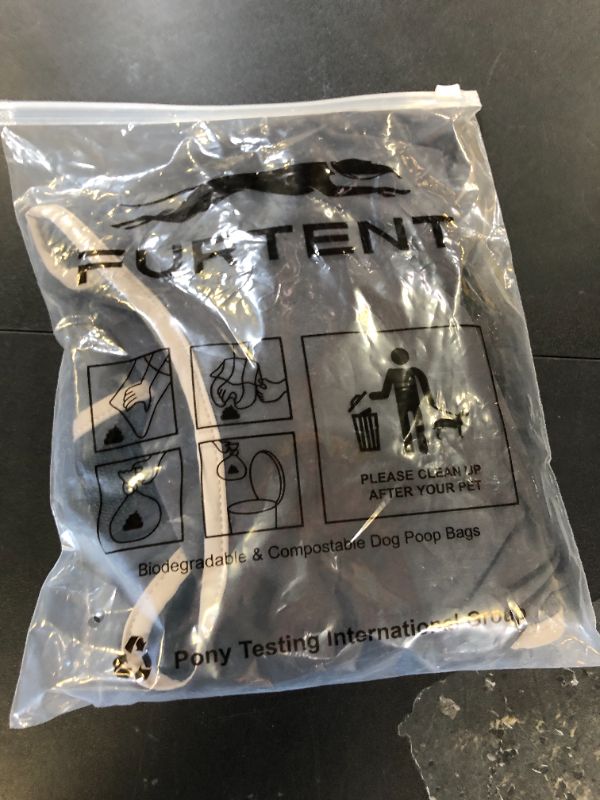 FURTENT
PLEASE CLEAN UP
AFTER YOUR PET
Biodegradable & Compostable Dog Poop Bags
Pony Testing International Group